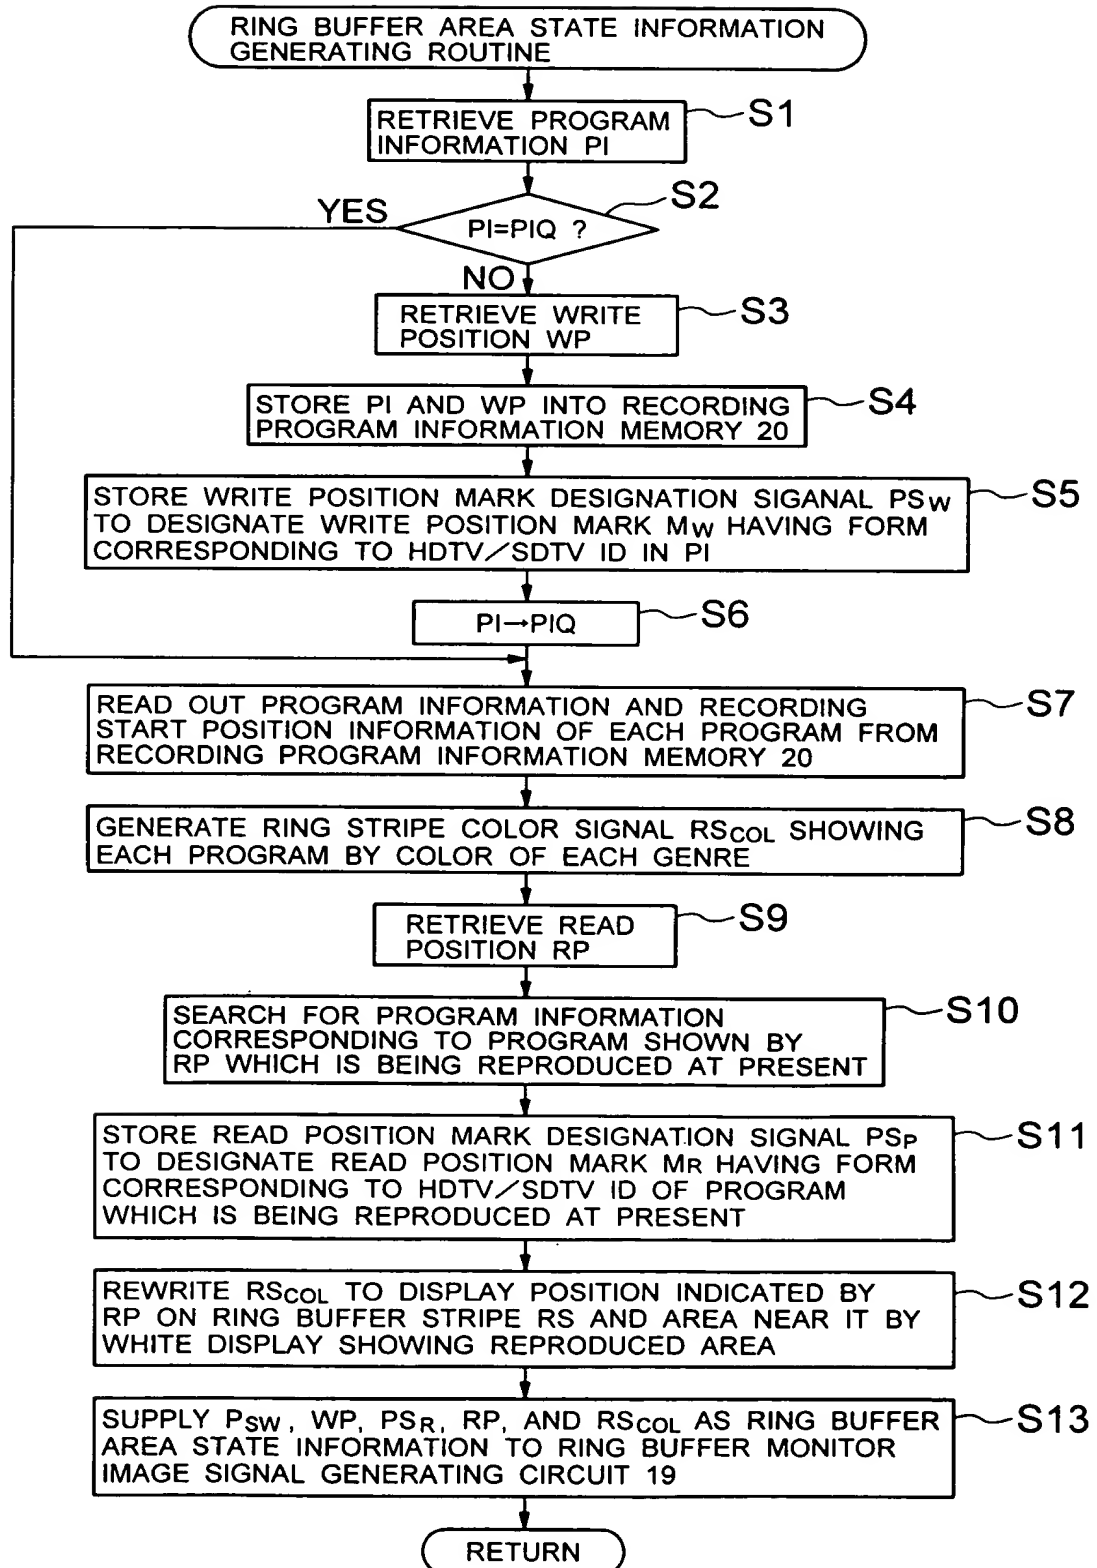 RING BUFFER AREA STATE INFORMATION
GENERATING ROUTINE
S1
RETRIEVE PROGRAM
INFORMATION PI
S2
YES
PI=PIQ ?
NO
S3
RETRIEVE WRITE
POSITION WP
S4
STORE PI AND WP INTO RECORDING
PROGRAM INFORMATION MEMORY 20
S5
STORE WRITE POSITION MARK DESIGNATION SIGANAL PSW
TO DESIGNATE WRITE POSITION MARK MW HAVING FORM
CORRESPONDING TO HDTV/SDTV ID IN PI
S6
PI→PIQ
S7
READ OUT PROGRAM INFORMATION AND RECORDING
START POSITION INFORMATION OF EACH PROGRAM FROM
RECORDING PROGRAM INFORMATION MEMORY 20
S8
GENERATE RING STRIPE COLOR SIGNAL RSCOL SHOWING
EACH PROGRAM BY COLOR OF EACH GENRE
S9
RETRIEVE READ
POSITION RP
S10
SEARCH FOR PROGRAM INFORMATION
CORRESPONDING TO PROGRAM SHOWN BY
RP WHICH IS BEING REPRODUCED AT PRESENT
S11
STORE READ POSITION MARK DESIGNATION SIGNAL PSP
TO DESIGNATE READ POSITION MARK MR HAVING FORM
CORRESPONDING TO HDTV/SDTV ID OF PROGRAM
WHICH IS BEING REPRODUCED AT PRESENT
S12
REWRITE RSCOL TO DISPLAY POSITION INDICATED BY
RP ON RING BUFFER STRIPE RS AND AREA NEAR IT BY
WHITE DISPLAY SHOWING REPRODUCED AREA
S13
SUPPLY PSW, WP, PSR, RP, AND RSCOL AS RING BUFFER
AREA STATE INFORMATION TO RING BUFFER MONITOR
IMAGE SIGNAL GENERATING CIRCUIT 19
RETURN